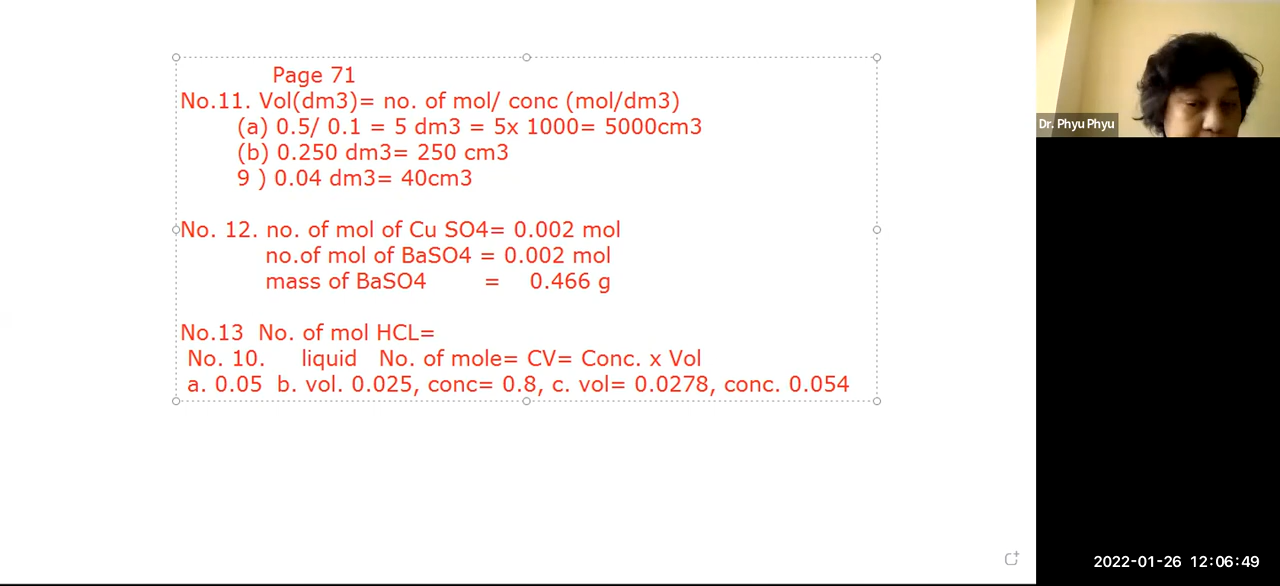 Page 71
No.11. Vol(dm3)= no. of mol/ conc (mol/dm3)
(a) 0.5/ 0.1 = 5 dm3 = 5x 1000= 5000cm3
(b) 0.250 dm3= 250 cm3
9 ) 0.04 dm3= 40cm3
No. 12. no. of mol of Cu SO4= 0.002 mol
no.of mol of BaSO4 = 0.002 mol
mass of BaSO4 = 0.466 g
No.13 No. of mol HCL=
No. 10. liquid No. of mole= CV= Conc. x Vol
a. 0.05 b. vol. 0.025, conc= 0.8, c. vol= 0.0278, conc. 0.054
Dr. Phyu Phyu
2022-01-26 12:06:49